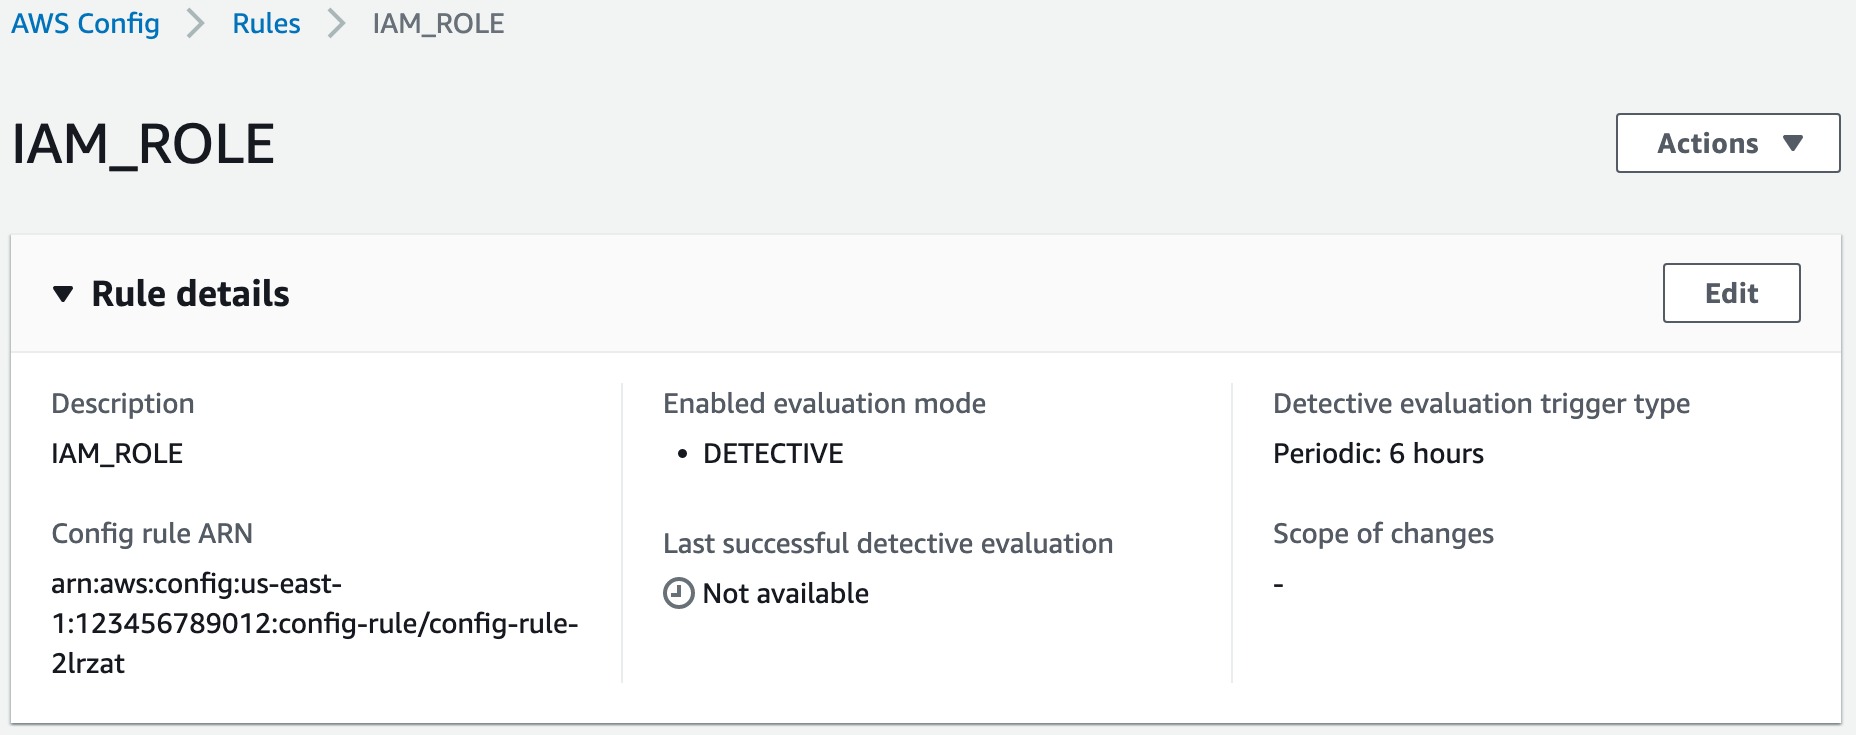 AWS Config > Rules > IAM_ROLE
IAM_ROLE
Actions
Rule details
Edit
Description
IAM_ROLE
Config rule ARN
arn:aws:config:us-east-
1:123456789012:config-rule/config-rule-
2lrzat
Enabled evaluation mode
• DETECTIVE
Last successful detective evaluation
Not available
Detective evaluation trigger type
Periodic: 6 hours
Scope of changes
-